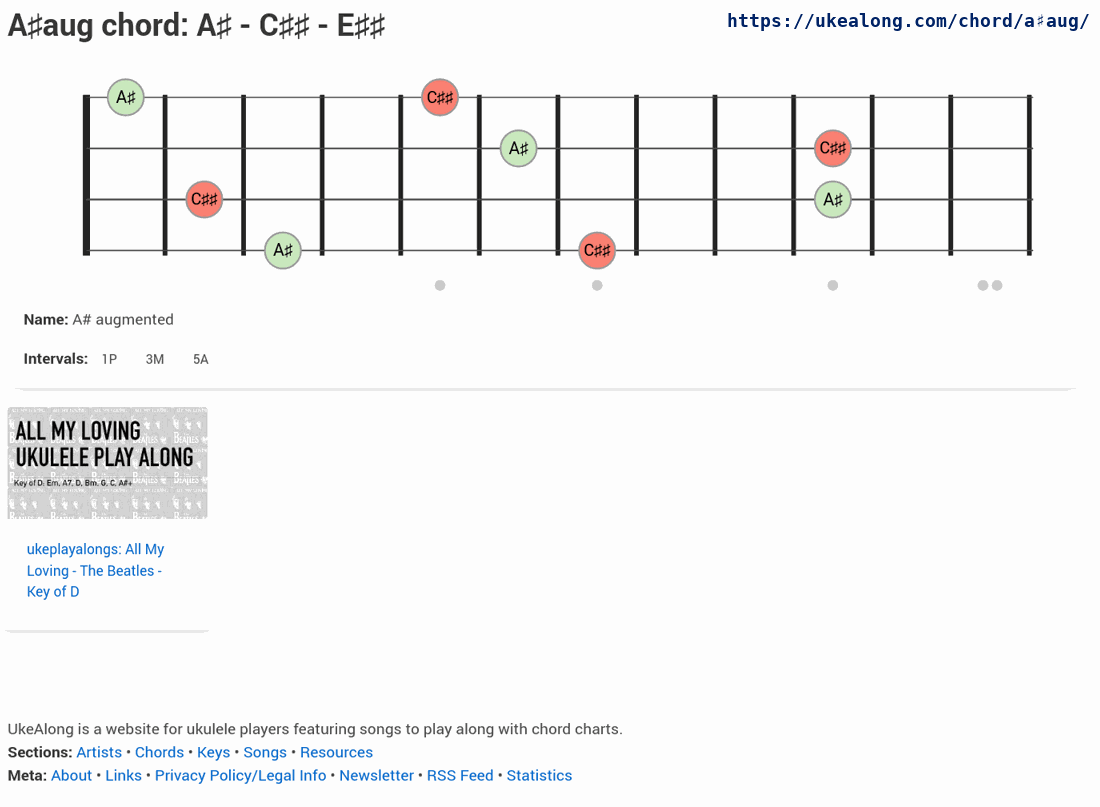 A♯aug chord: A♯ - C♯♯ - E♯♯
https://ukealong.com/chord/a♯aug/
A♯
C♯♯
A♯
C♯♯
C♯♯
A♯
A♯
C♯♯
Name: A# augmented
Intervals: 1P 3M 5A
ALL MY LOVING
UKULELE PLAY ALONG
Key of D: Em, A7, D, Bm, G, C, A#+
ukeplayalongs: All My
Loving - The Beatles -
Key of D
UkeAlong is a website for ukulele players featuring songs to play along with chord charts.
Sections: Artists • Chords • Keys • Songs • Resources
Meta: About • Links • Privacy Policy/Legal Info • Newsletter • RSS Feed • Statistics